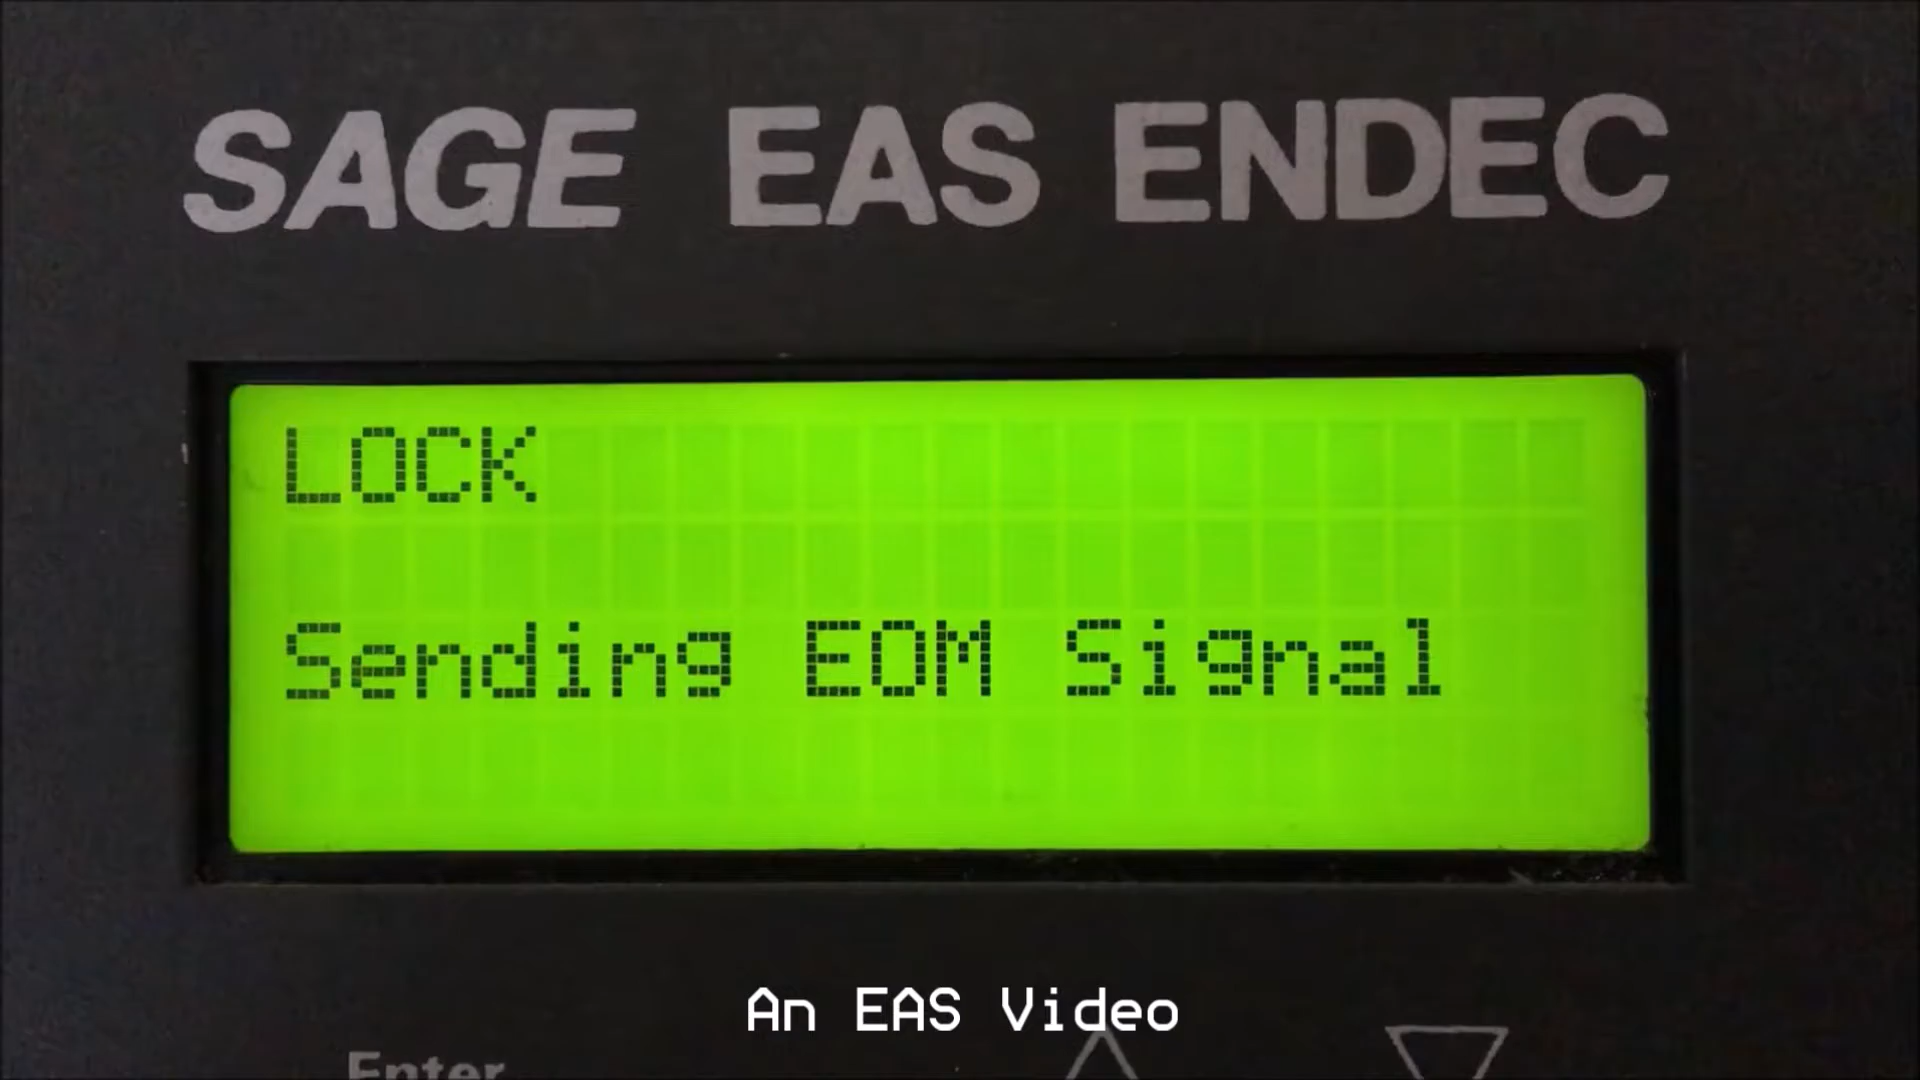 SAGE EAS ENDEC
LOCK
Sending EOM Signal
An EAS Video
Enter